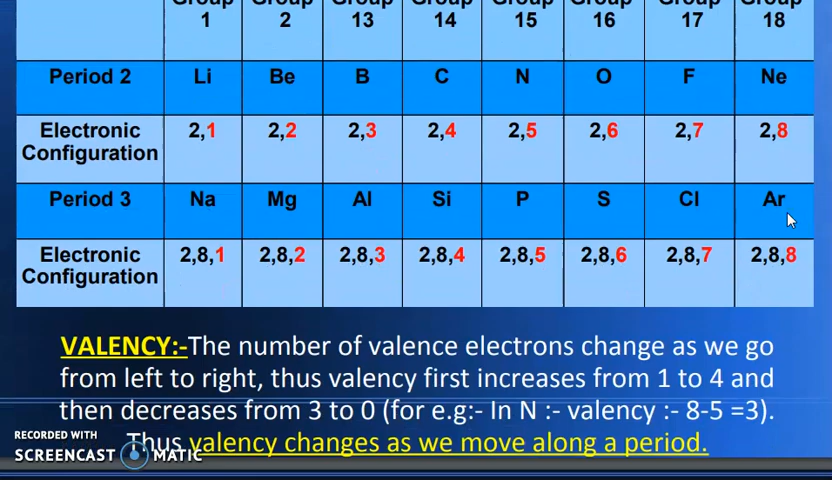 Group Group Group Group Group Group Group Group
1 2 13 14 15 16 17 18
Period 2 Li Be B C N O F Ne
Electronic Configuration 2,1 2,2 2,3 2,4 2,5 2,6 2,7 2,8
Period 3 Na Mg Al Si P S Cl Ar
Electronic Configuration 2,8,1 2,8,2 2,8,3 2,8,4 2,8,5 2,8,6 2,8,7 2,8,8
VALENCY:-The number of valence electrons change as we go
from left to right, thus valency first increases from 1 to 4 and
then decreases from 3 to 0 (for e.g:- In N :- valency :- 8-5 =3).
Thus valency changes as we move along a period.
RECORDED WITH
SCREENCAST MATIC